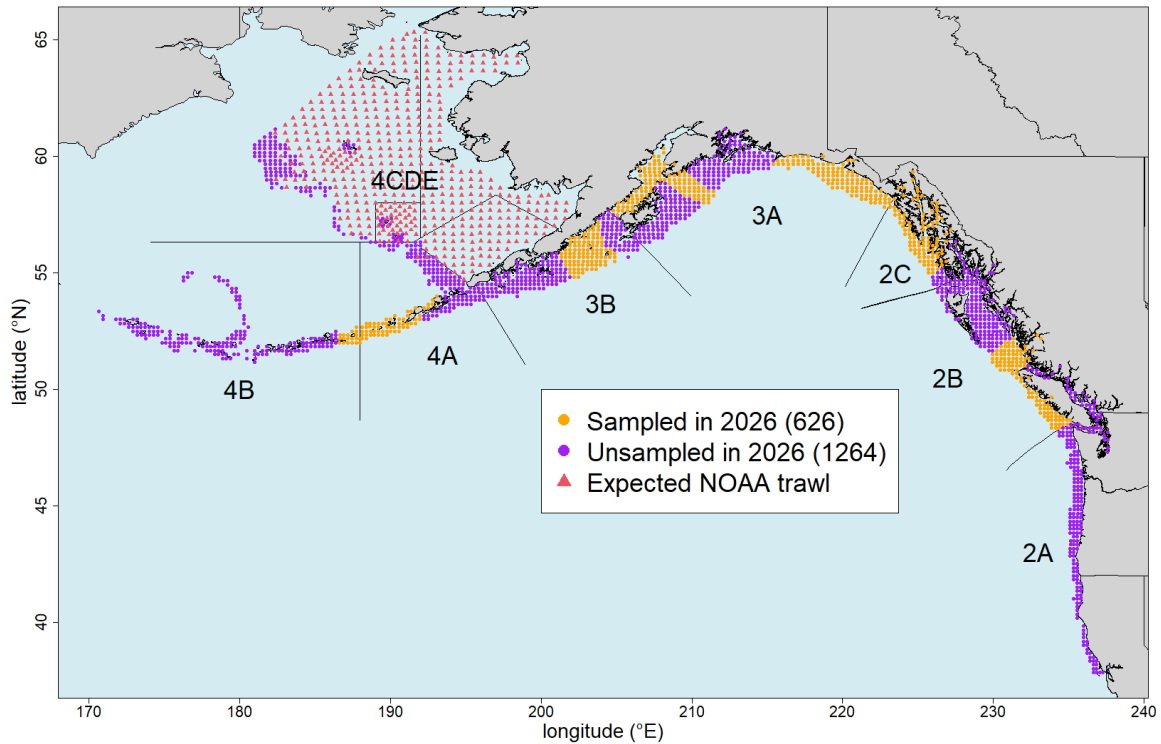 65
60
55
50
45
40
latitude (°N)
4CDE
3A
2C
3B
4A
4B
2B
2A
Sampled in 2026 (626)
Unsampled in 2026 (1264)
Expected NOAA trawl
170 180 190 200 210 220 230 240
longitude (°E)